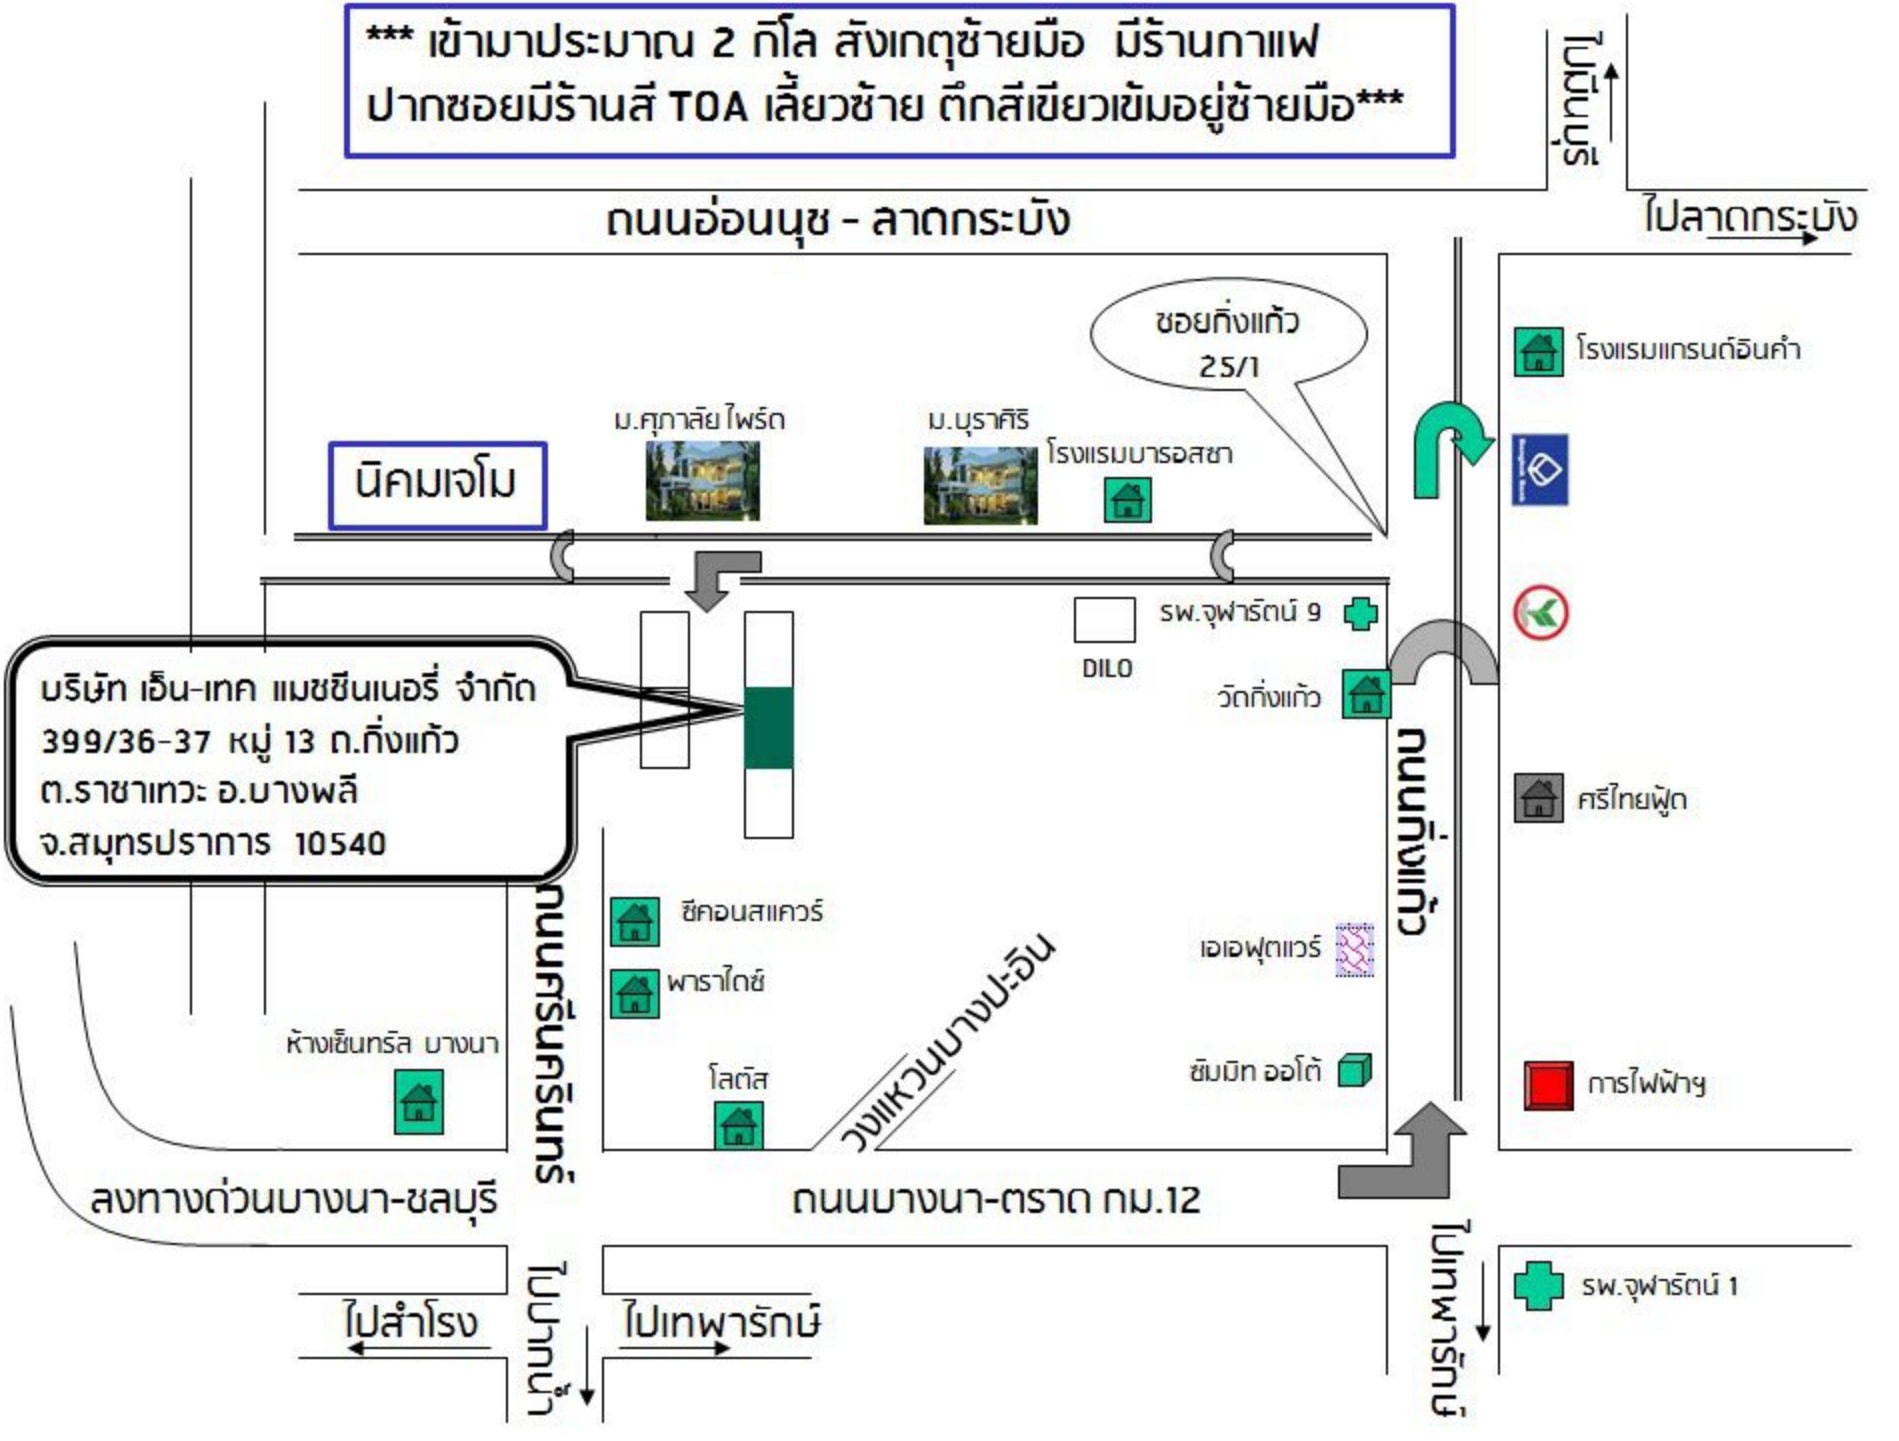 *** เข้ามาประมาณ 2 กิโล สังเกตุซ้ายมือ มีร้านกาแฟ
ปากซอยมีร้านสี TOA เลี้ยวซ้าย ตึกสีเขียวเข้มอยู่ซ้ายมือ***
ไปมีนบุรี
ถนนอ่อนนุช - ลาดกระบัง
ไปลาดกระบัง
ซอยกิ่งแก้ว
25/1
โรงแรมแกรนด์อินคำ
ม.ศุภาลัย ไพร์ด
ม.บุราศิริ
โรงแรมบารอสซา
นิคมเจโม
Bangkok Bank
รพ.จุฬารัตน์ 9
DILO
วัดกิ่งแก้ว
บริษัท เอ็น-เทค แมชชีนเนอรี่ จำกัด
399/36-37 หมู่ 13 ถ.กิ่งแก้ว
ต.ราชาเทวะ อ.บางพลี
จ.สมุทรปราการ 10540
ถนนกิ่งแก้ว
ศรีไทยฟู้ด
ถนนศรีนครินทร์
ซีคอนสแควร์
พาราไดซ์
เอเอฟุตแวร์
วงแหวนบางปะอิน
ห้างเซ็นทรัล บางนา
โลตัส
ซัมมิท ออโต้
การไฟฟ้าฯ
ลงทางด่วนบางนา-ชลบุรี
ถนนบางนา-ตราด กม.12
ไปเทพารักษ์
รพ.จุฬารัตน์ 1
ไปสำโรง
ไปปากน้ำ
ไปเทพารักษ์